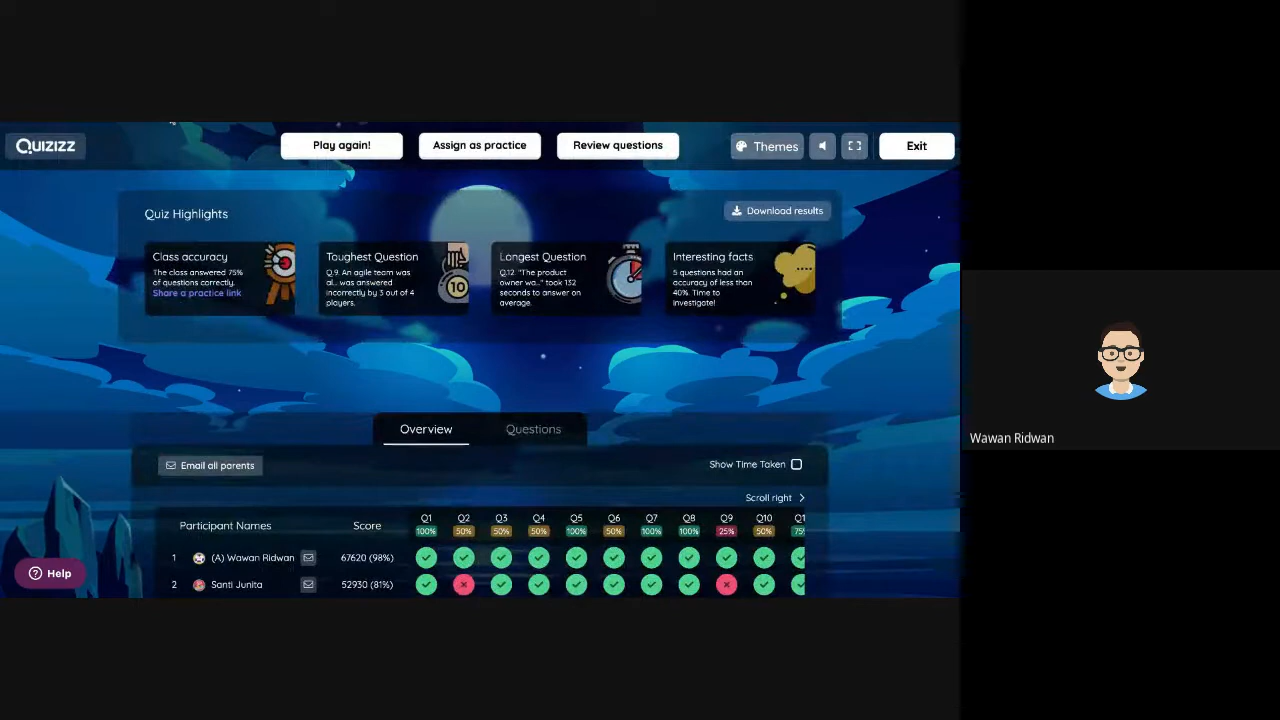 QUIZIZZ
Play again!
Assign as practice
Review questions
Themes
Exit
Quiz Highlights
Download results
Class accuracy
The class answered 75%
of questions correctly.
Share a practice link
Toughest Question
Q.9. An agile team was
al... was answered
incorrectly by 3 out of 4
players.
10
Longest Question
Q.12. "The product
owner wa..." took 132
seconds to answer on
average.
Interesting facts
5 questions had an
accuracy of less than
40%. Time to
investigate!
Wawan Ridwan
Overview
Questions
Email all parents
Show Time Taken
Scroll right
Participant Names
Score
Q1 Q2 Q3 Q4 Q5 Q6 Q7 Q8 Q9 Q10 Q1
100% 50% 50% 50% 100% 50% 100% 100% 25% 50% 75%
1 (A) Wawan Ridwan 67620 (98%)
2 Santi Junita 52930 (81%)
Help